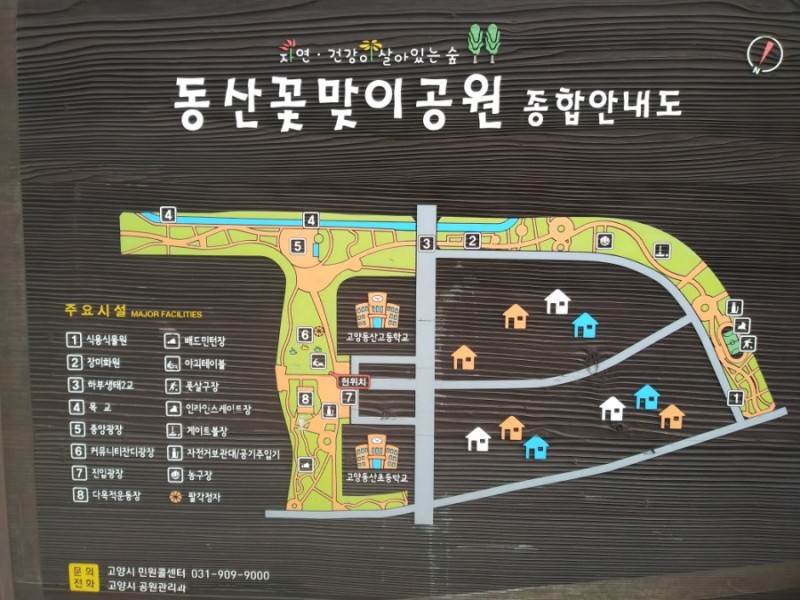 자연·건강이 살아있는 숲
동산꽃맞이공원 종합안내도
N
4
4
3
2
5
고양동산고등학교
6
현위치
7
8
1
고양동산초등학교
주요시설 MAJOR FACILITIES
1 식용식물원
2 장미화원
3 하부생태2교
4 목교
5 중앙광장
6 커뮤니티잔디광장
7 진입광장
8 다목적운동장
배드민턴장
야외테이블
풋살구장
인라인스케이트장
게이트볼장
자전거보관대/공기주입기
농구장
팔각정자
문의전화
고양시 민원콜센터 031-909-9000
고양시 공원관리과